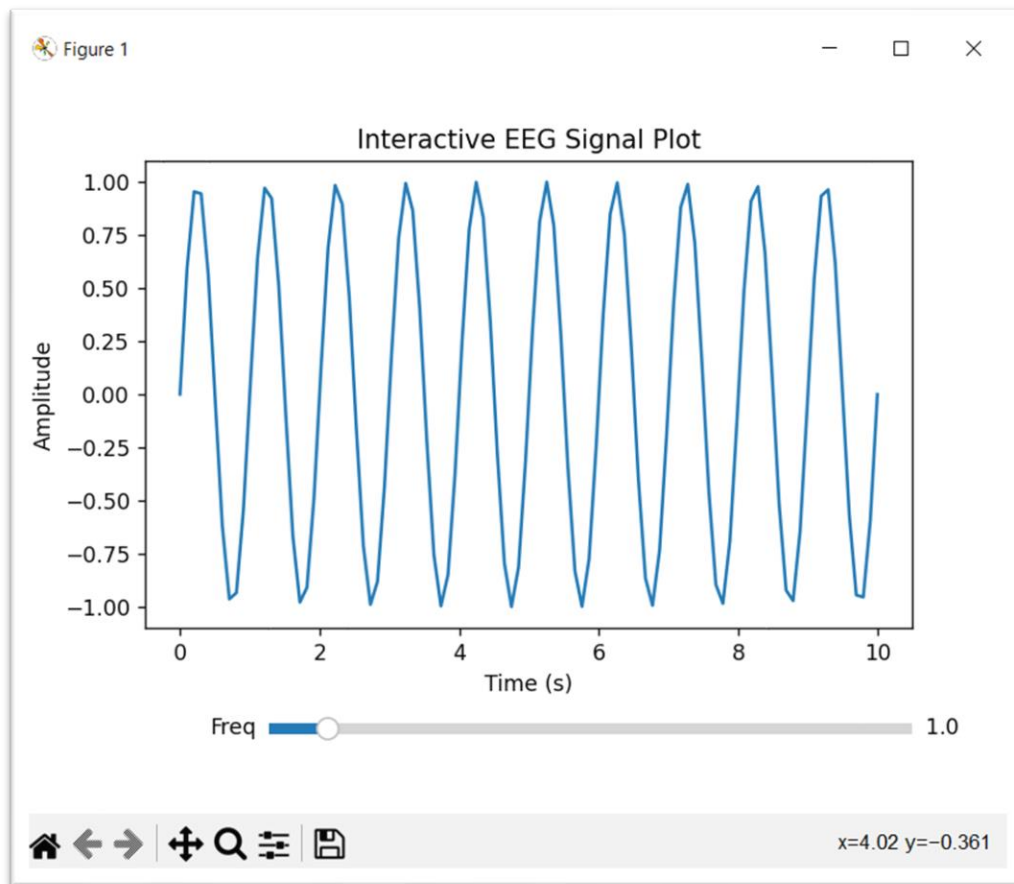 Figure 1
Interactive EEG Signal Plot
1.00
0.75
0.50
0.25
0.00
−0.25
−0.50
−0.75
−1.00
Amplitude
0 2 4 6 8 10
Time (s)
Freq 1.0
x=4.02 y=−0.361